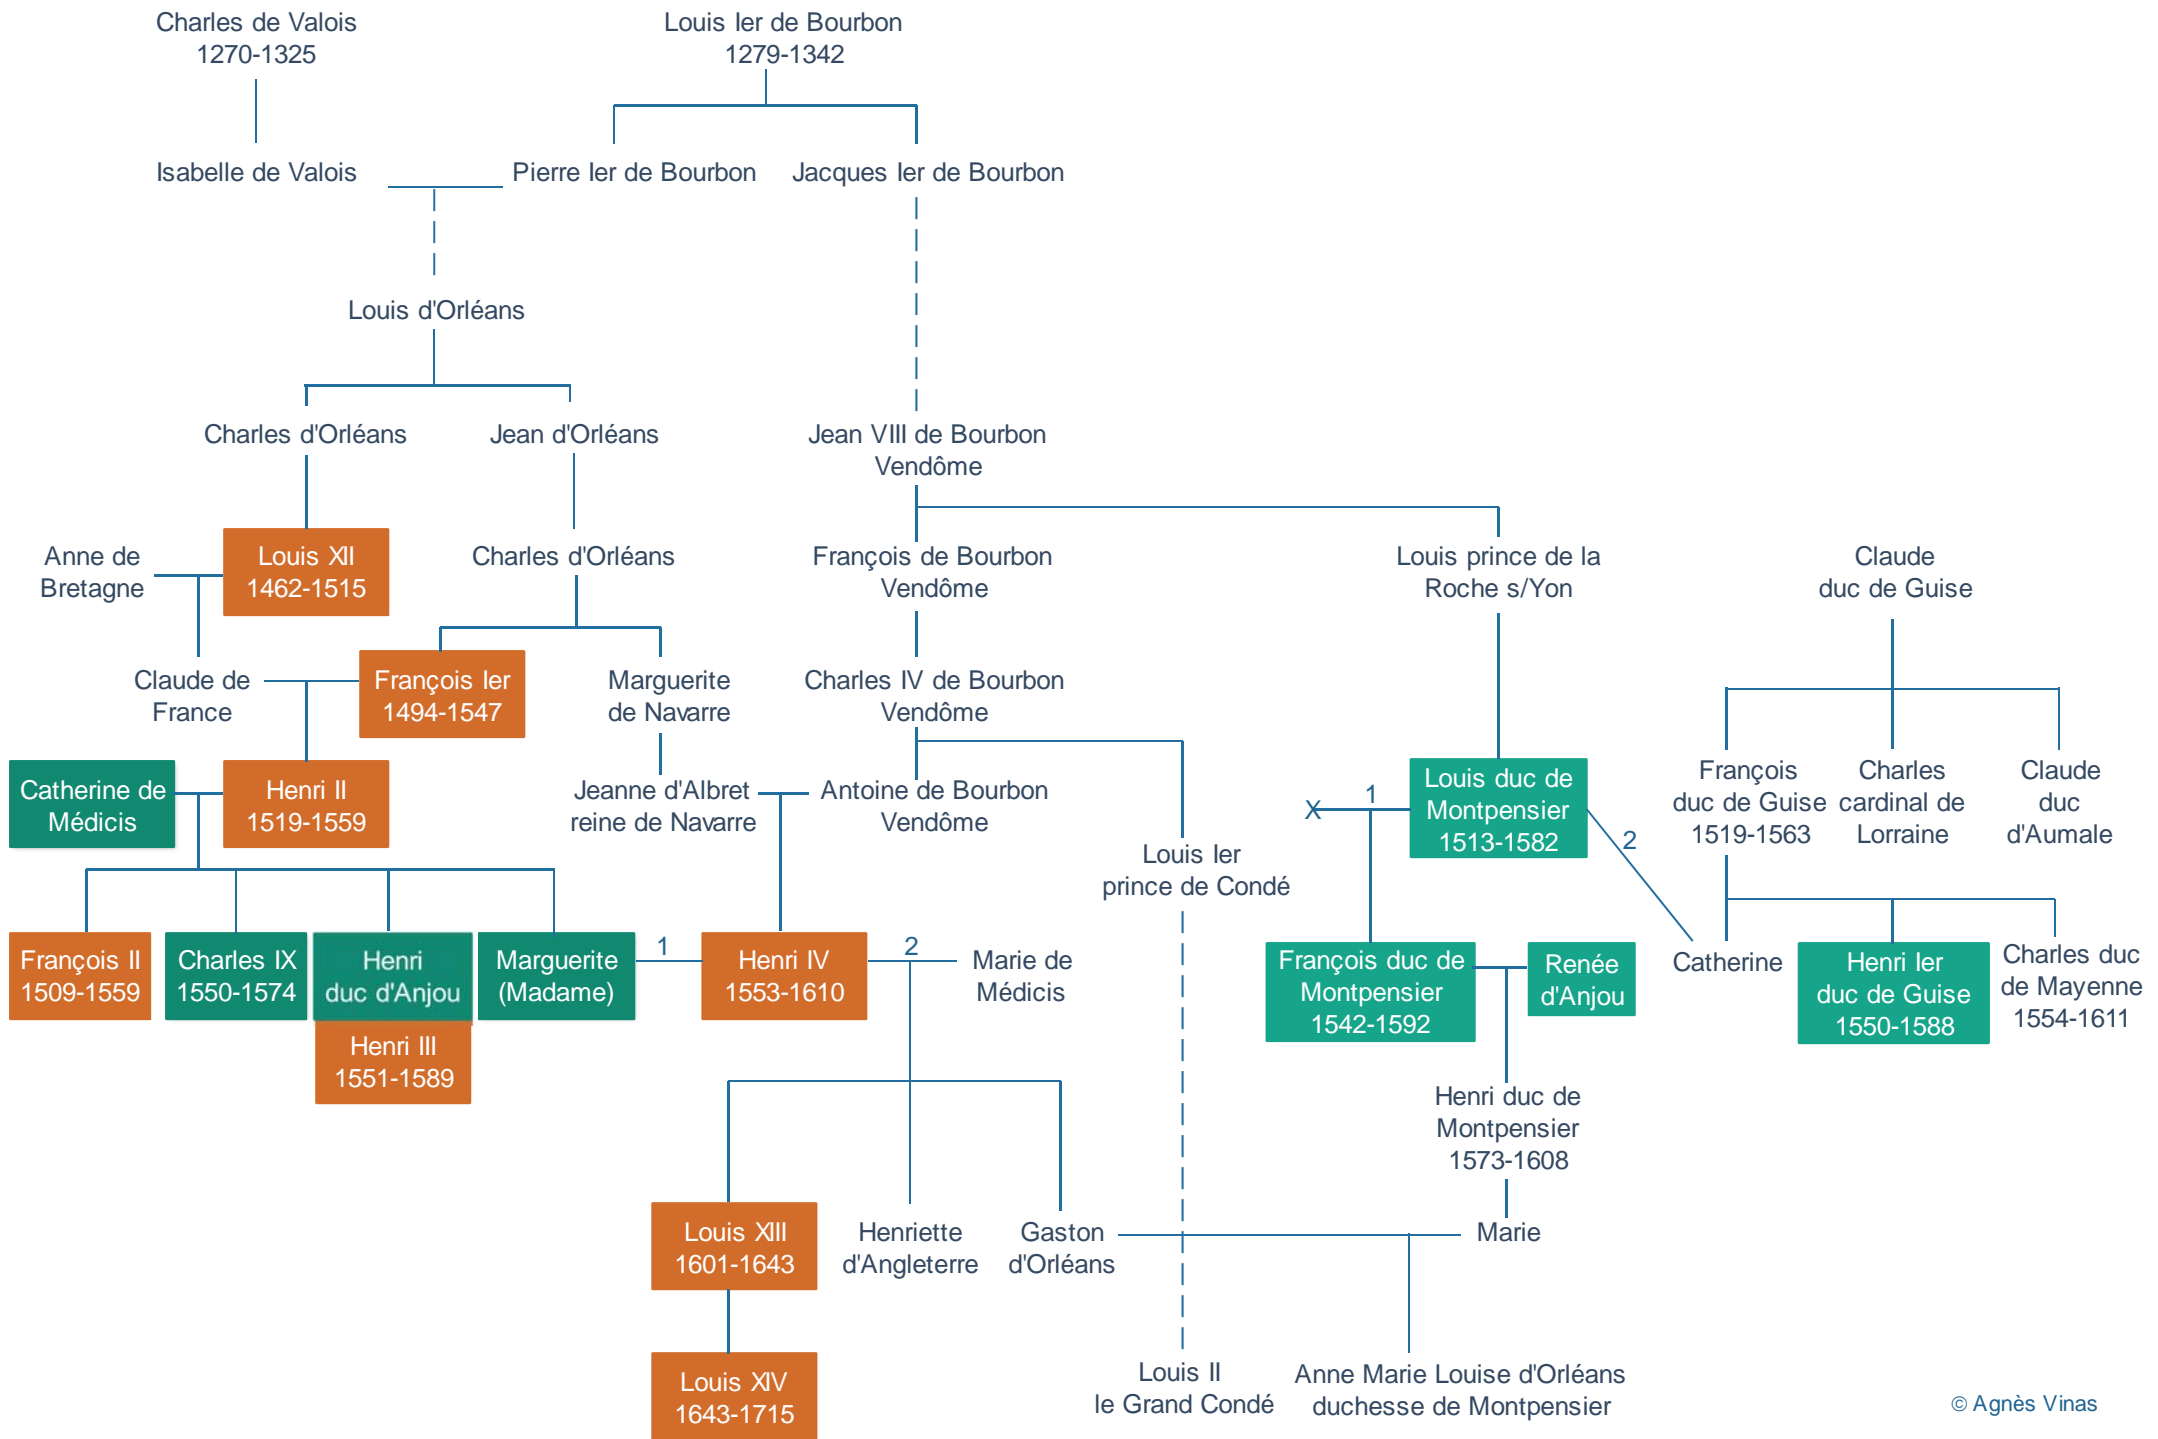 Charles de Valois
1270-1325
Louis Ier de Bourbon
1279-1342
Isabelle de Valois
Pierre Ier de Bourbon
Jacques Ier de Bourbon
Louis d'Orléans
Charles d'Orléans
Jean d'Orléans
Jean VIII de Bourbon
Vendôme
Anne de
Bretagne
Louis XII
1462-1515
Charles d'Orléans
François de Bourbon
Vendôme
Louis prince de la
Roche s/Yon
Claude
duc de Guise
Claude de
France
François Ier
1494-1547
Marguerite
de Navarre
Charles IV de Bourbon
Vendôme
Catherine de
Médicis
Henri II
1519-1559
Jeanne d'Albret
reine de Navarre
Antoine de Bourbon
Vendôme
Louis Ier
prince de Condé
X
1
Louis duc de
Montpensier
1513-1582
2
François
duc de Guise
1519-1563
Charles
cardinal de
Lorraine
Claude
duc
d'Aumale
François II
1509-1559
Charles IX
1550-1574
Henri
duc d'Anjou
Henri III
1551-1589
Marguerite
(Madame)
1
Henri IV
1553-1610
2
Marie de
Médicis
François duc de
Montpensier
1542-1592
Renée
d'Anjou
Catherine
Henri Ier
duc de Guise
1550-1588
Charles duc
de Mayenne
1554-1611
Henri duc de
Montpensier
1573-1608
Louis XIII
1601-1643
Henriette
d'Angleterre
Gaston
d'Orléans
Marie
Louis XIV
1643-1715
Louis II
le Grand Condé
Anne Marie Louise d'Orléans
duchesse de Montpensier
© Agnès Vinas